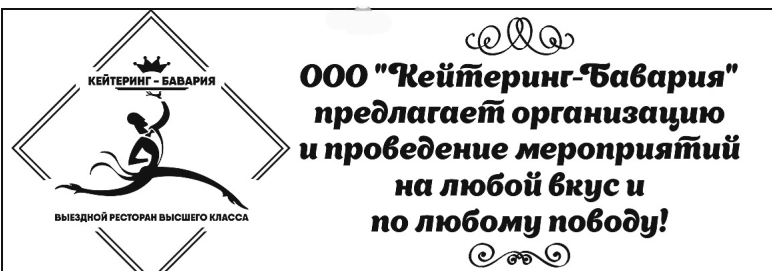 КЕЙТЕРИНГ - БАВАРИЯ
ВЫЕЗДНОЙ РЕСТОРАН ВЫСШЕГО КЛАССА
ООО "Кейтеринг-Бавария"
предлагает организацию
и проведение мероприятий
на любой вкус и
по любому поводу!